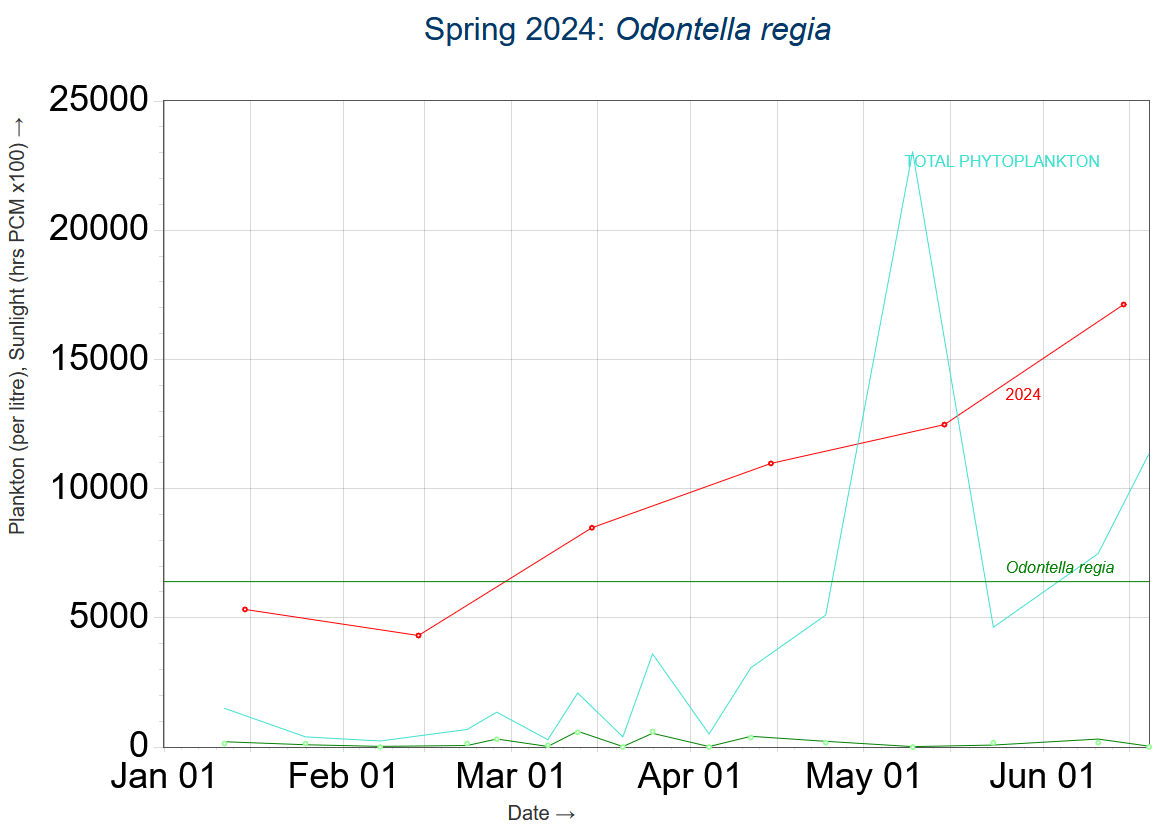 Spring 2024: Odontella regia
25000
20000
15000
10000
5000
0
Plankton (per litre), Sunlight (hrs PCM x100) →
TOTAL PHYTOPLANKTON
2024
Odontella regia
Jan 01 Feb 01 Mar 01 Apr 01 May 01 Jun 01
Date →